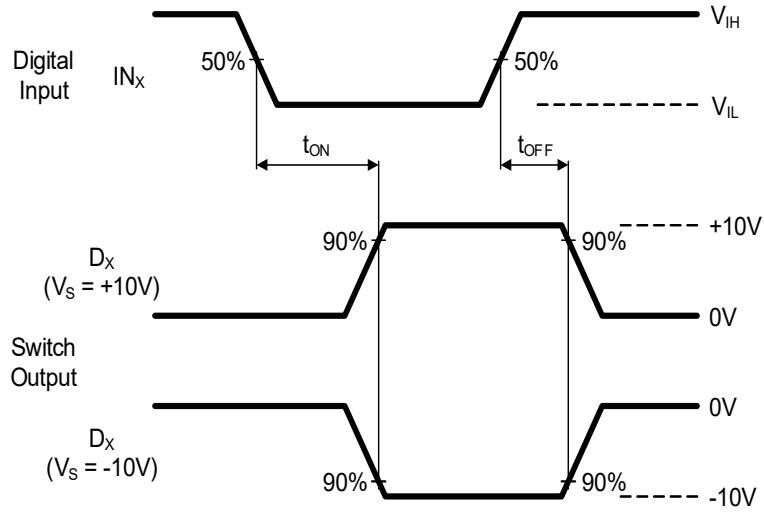 V_IH
Digital
Input
IN_X
50%
50%
V_IL
t_ON
t_OFF
+10V
90%
90%
D_X
(V_S = +10V)
0V
Switch
Output
0V
D_X
(V_S = -10V)
90%
90%
-10V